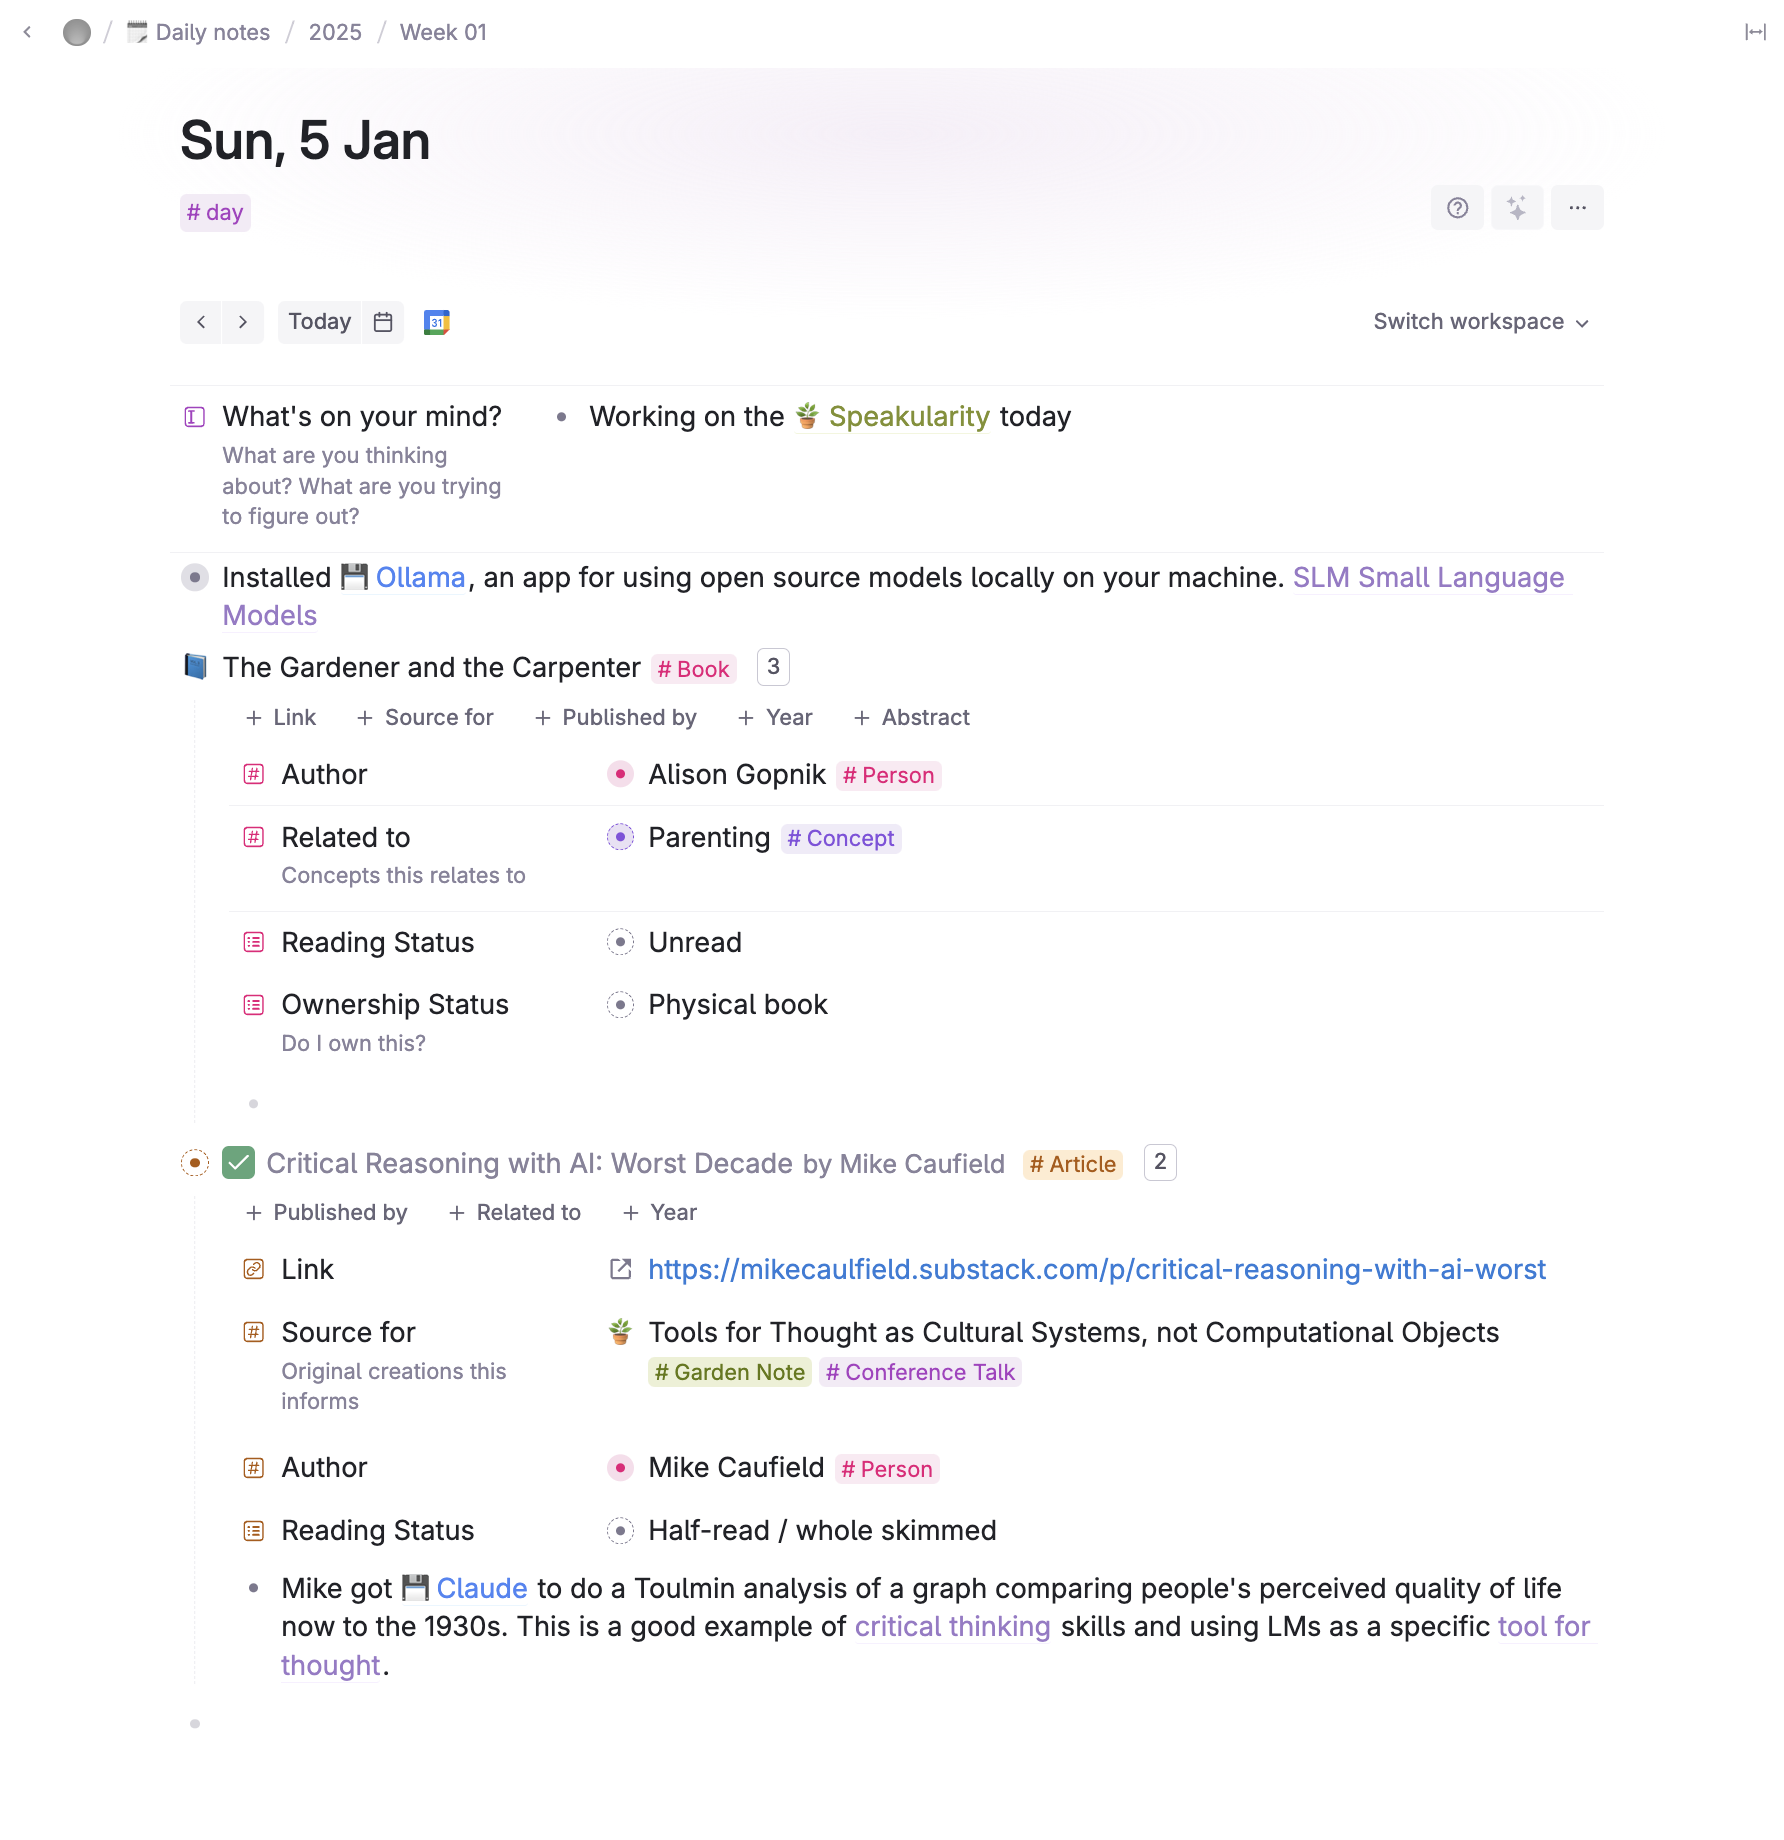 Daily notes / 2025 / Week 01
Sun, 5 Jan
# day
Today
31
Switch workspace
What's on your mind?
What are you thinking
about? What are you trying
to figure out?
Working on the 🪴 Speakularity today
Installed 💾 Ollama, an app for using open source models locally on your machine. SLM Small Language
Models
📘 The Gardener and the Carpenter # Book 3
+ Link + Source for + Published by + Year + Abstract
Author
Alison Gopnik # Person
Related to
Concepts this relates to
Parenting # Concept
Reading Status
Unread
Ownership Status
Do I own this?
Physical book
Critical Reasoning with AI: Worst Decade by Mike Caufield # Article 2
+ Published by + Related to + Year
Link
https://mikecaulfield.substack.com/p/critical-reasoning-with-ai-worst
Source for
Original creations this
informs
🪴 Tools for Thought as Cultural Systems, not Computational Objects
# Garden Note # Conference Talk
Author
Mike Caufield # Person
Reading Status
Half-read / whole skimmed
Mike got 💾 Claude to do a Toulmin analysis of a graph comparing people's perceived quality of life
now to the 1930s. This is a good example of critical thinking skills and using LMs as a specific tool for
thought.